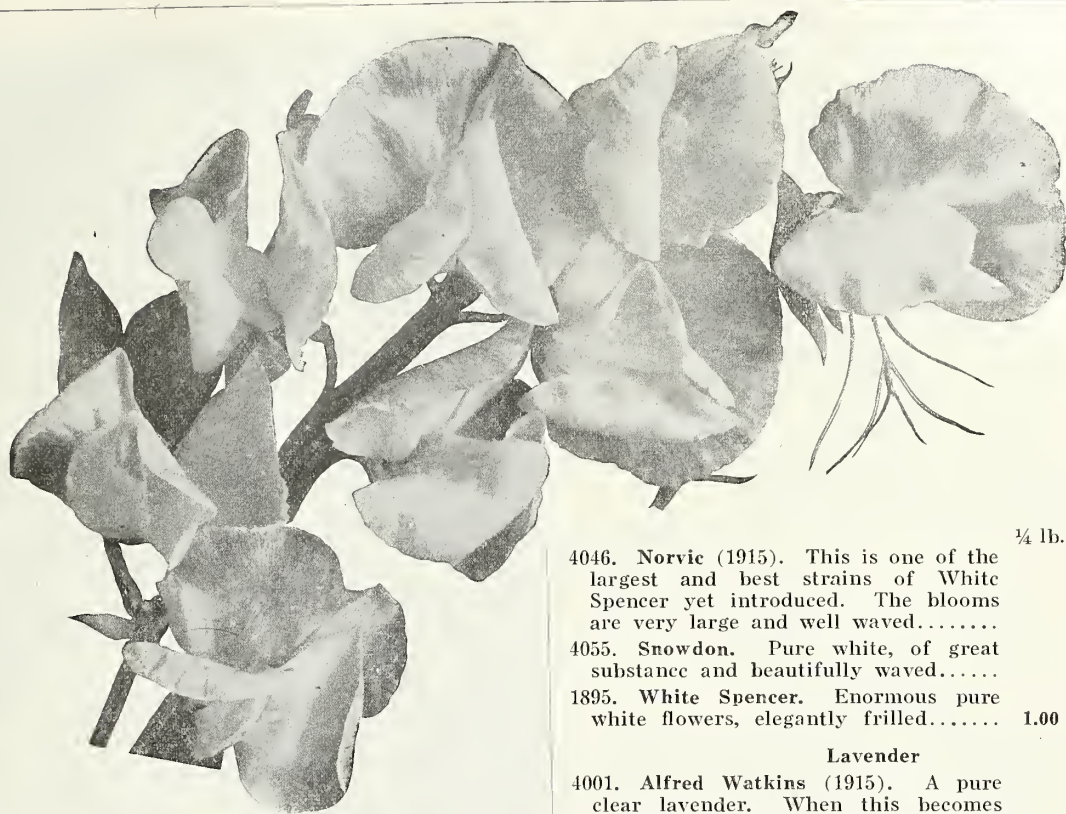 ¼ lb.
4046. Norvic (1915). This is one of the
largest and best strains of White
Spencer yet introduced. The blooms
are very large and well waved........
4055. Snowdon. Pure white, of great
substance and beautifully waved......
1895. White Spencer. Enormous pure
white flowers, elegantly frilled....... 1.00
Lavender
4001. Alfred Watkins (1915). A pure
clear lavender. When this becomes